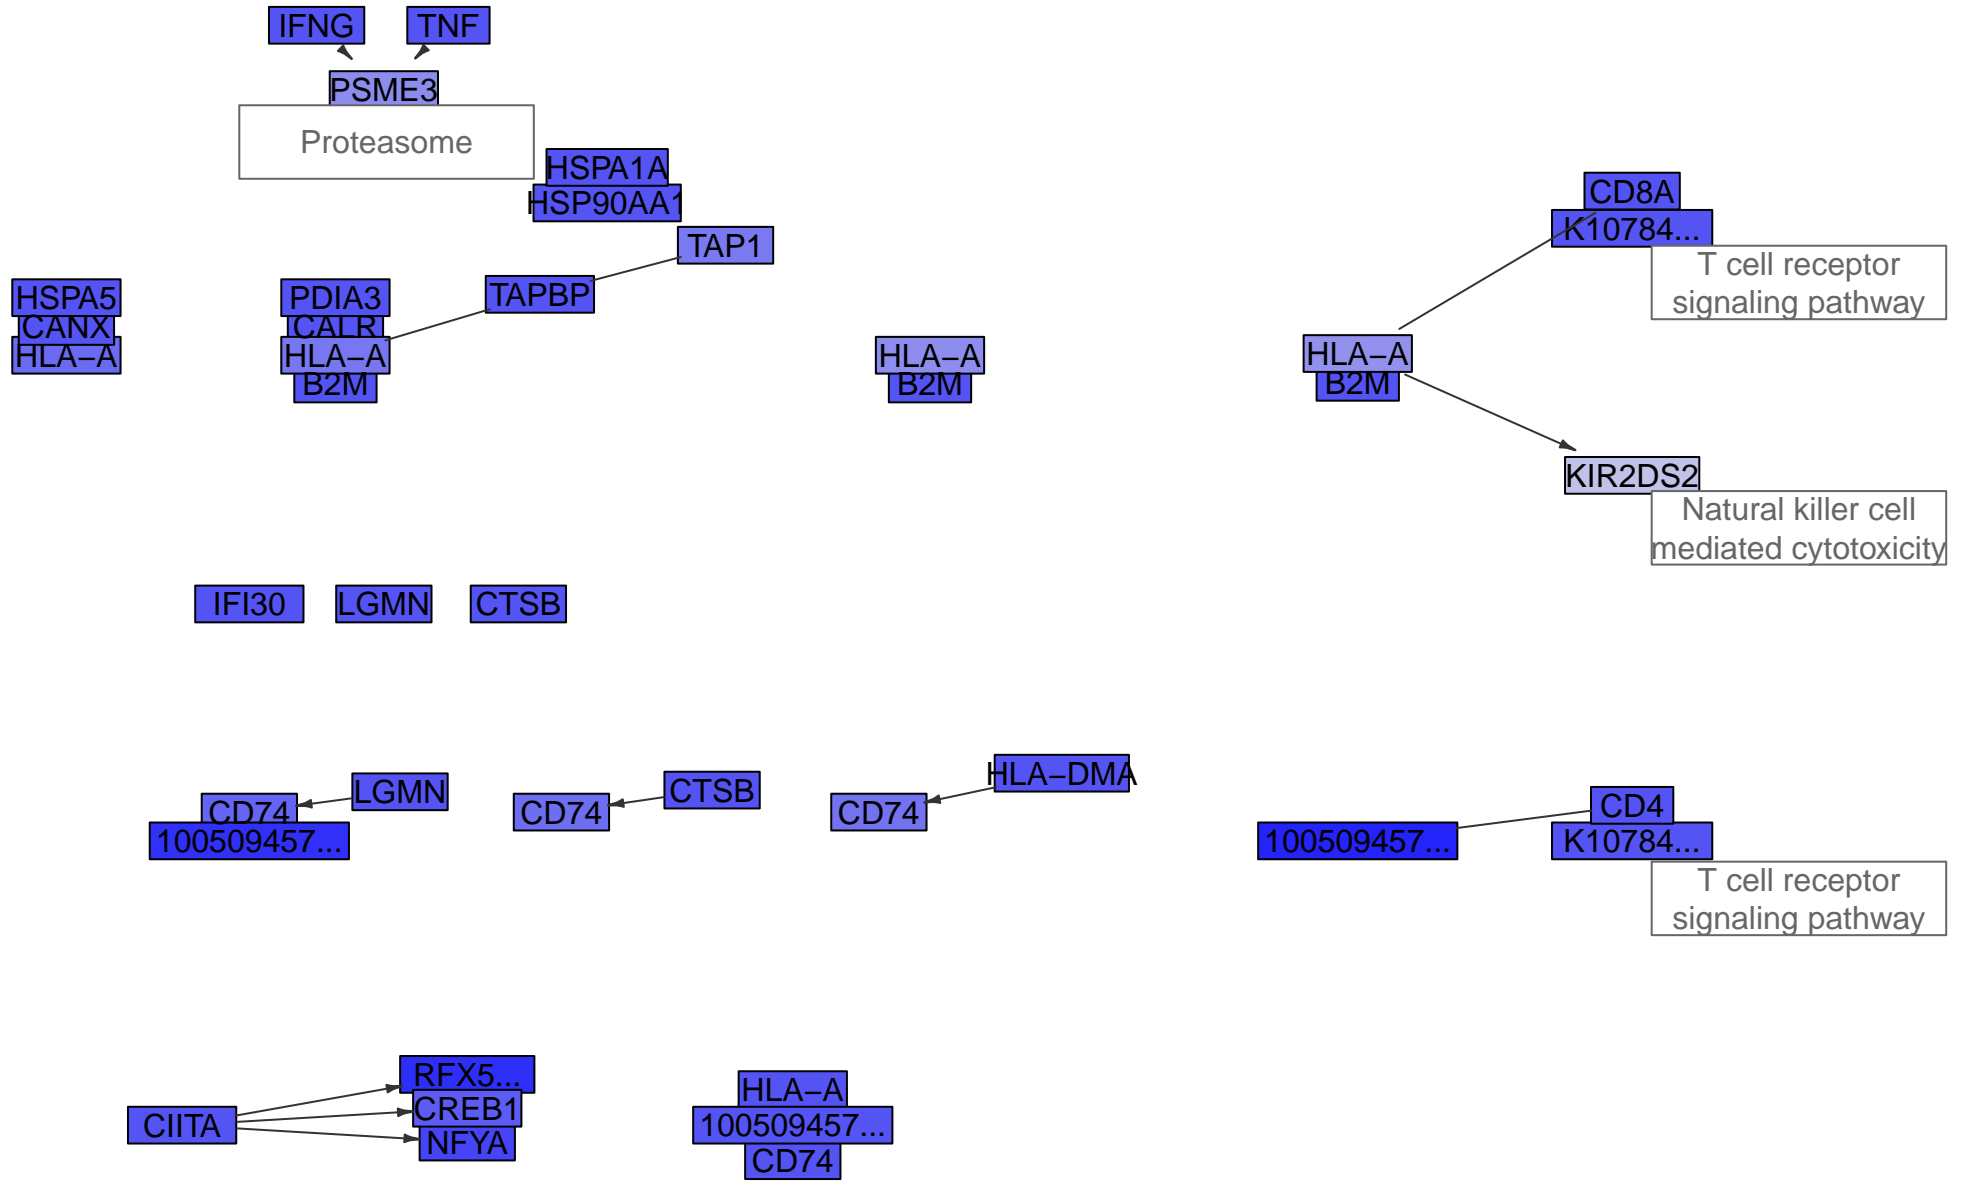 IFNG
TNF
PSME3
Proteasome
HSPA1A
HSP90AA1
TAP1
CD8A
K10784...
T cell receptor
signaling pathway
HSPA5
CANX
HLA−A
PDIA3
CALR
HLA−A
B2M
TAPBP
HLA−A
B2M
HLA−A
B2M
KIR2DS2
Natural killer cell
mediated cytotoxicity
IFI30
LGMN
CTSB
CD74
100509457...
LGMN
CD74
CTSB
CD74
HLA−DMA
100509457...
CD4
K10784...
T cell receptor
signaling pathway
CIITA
RFX5...
CREB1
NFYA
HLA−A
100509457...
CD74